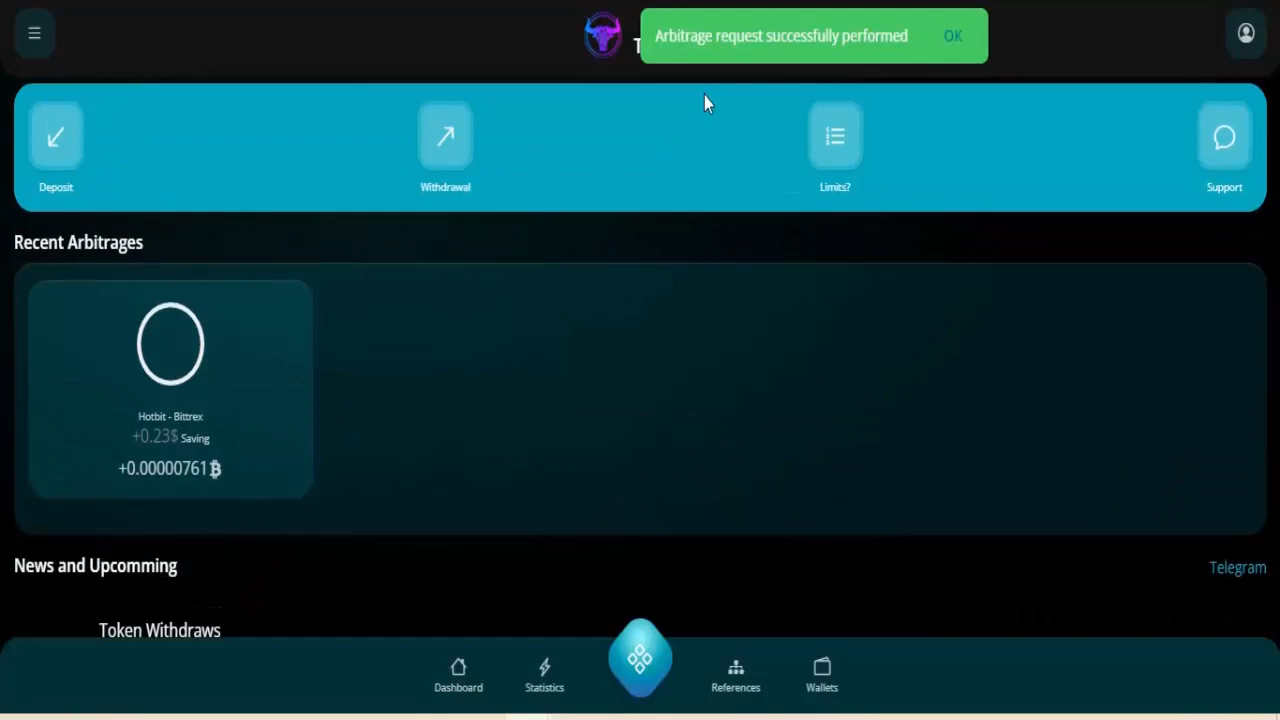 Arbitrage request successfully performed OK
Deposit
Withdrawal
Limits?
Support
Recent Arbitrages
Hotbit - Bittrex
+0.23$ Saving
+0.00000761₿
News and Upcomming
Telegram
Token Withdraws
Dashboard
Statistics
References
Wallets